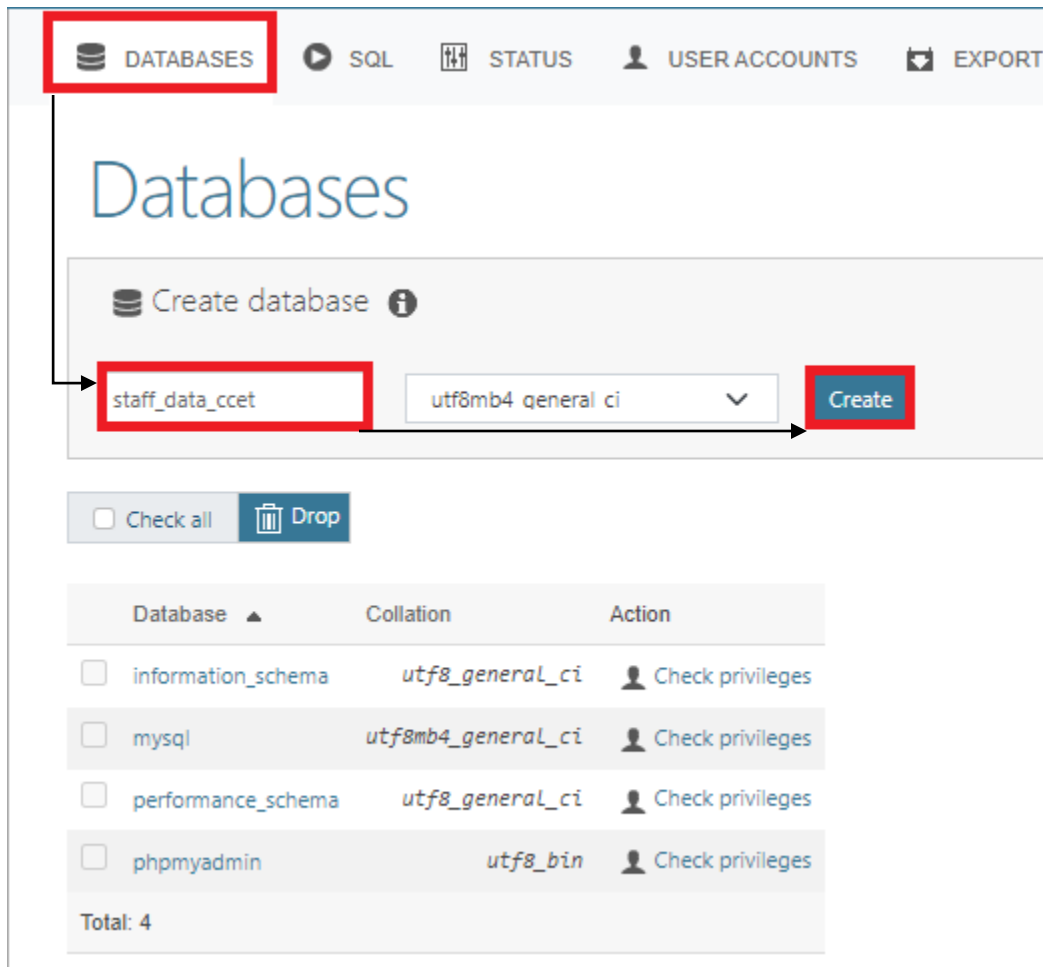 DATABASES SQL STATUS USER ACCOUNTS EXPORT
Databases
Create database
staff_data_ccet utf8mb4_general_ci Create
Check all Drop
Database Collation Action
information_schema utf8_general_ci Check privileges
mysql utf8mb4_general_ci Check privileges
performance_schema utf8_general_ci Check privileges
phpmyadmin utf8_bin Check privileges
Total: 4